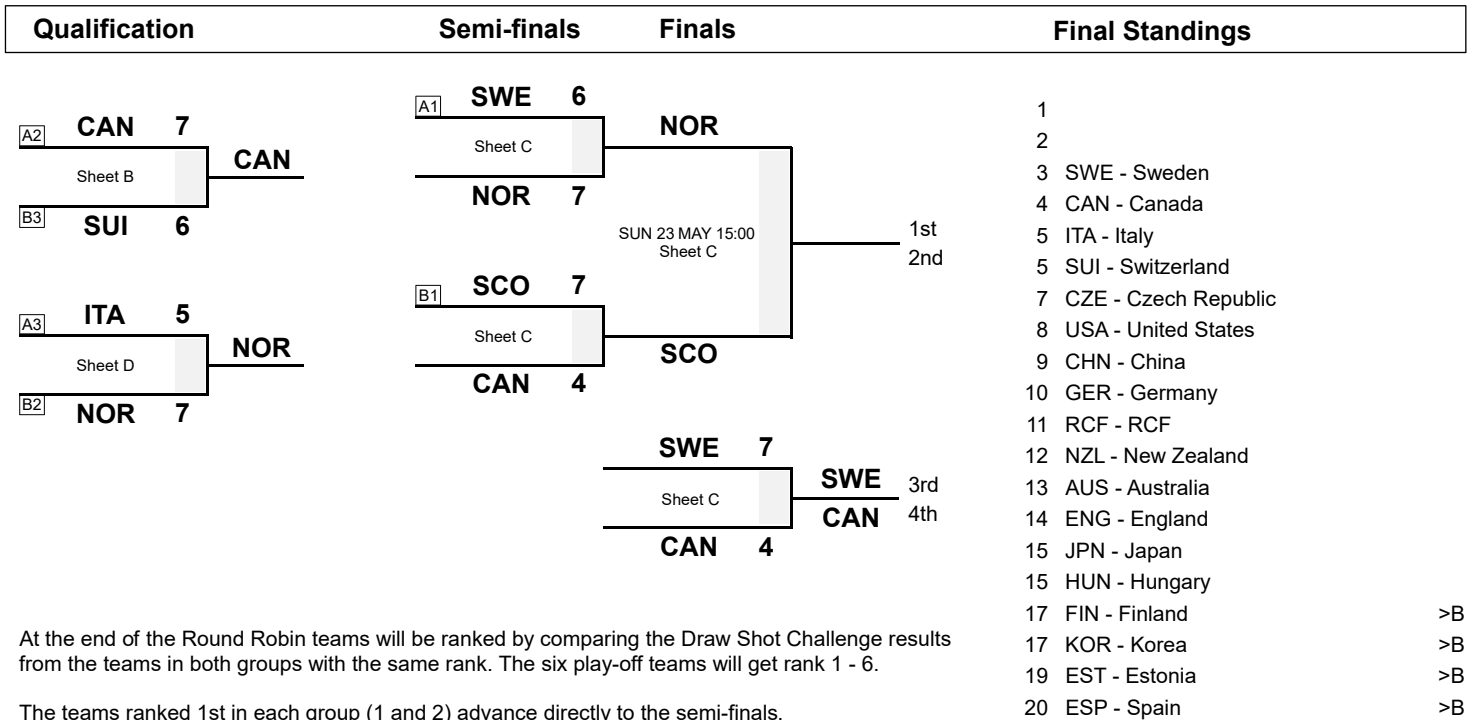 Qualification Semi-finals Finals Final Standings
A2 CAN 7
Sheet B
CAN
B3 SUI 6
A3 ITA 5
Sheet D
NOR
B2 NOR 7
A1 SWE 6
Sheet C
NOR 7
B1 SCO 7
Sheet C
CAN 4
NOR
SUN 23 MAY 15:00
Sheet C
SCO
1st
2nd
SWE 7
Sheet C
CAN 4
SWE 3rd
CAN 4th
1
2
3 SWE - Sweden
4 CAN - Canada
5 ITA - Italy
5 SUI - Switzerland
7 CZE - Czech Republic
8 USA - United States
9 CHN - China
10 GER - Germany
11 RCF - RCF
12 NZL - New Zealand
13 AUS - Australia
14 ENG - England
15 JPN - Japan
15 HUN - Hungary
17 FIN - Finland >B
17 KOR - Korea >B
19 EST - Estonia >B
20 ESP - Spain >B
At the end of the Round Robin teams will be ranked by comparing the Draw Shot Challenge results
from the teams in both groups with the same rank. The six play-off teams will get rank 1 - 6.
The teams ranked 1st in each group (1 and 2) advance directly to the semi-finals.